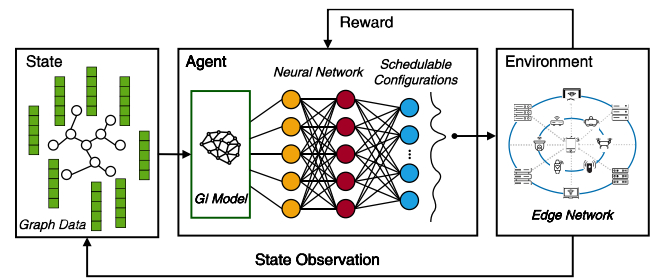 Reward
State
Agent
Environment
Neural Network
Schedulable
Configurations
GI Model
Graph Data
Edge Network
State Observation